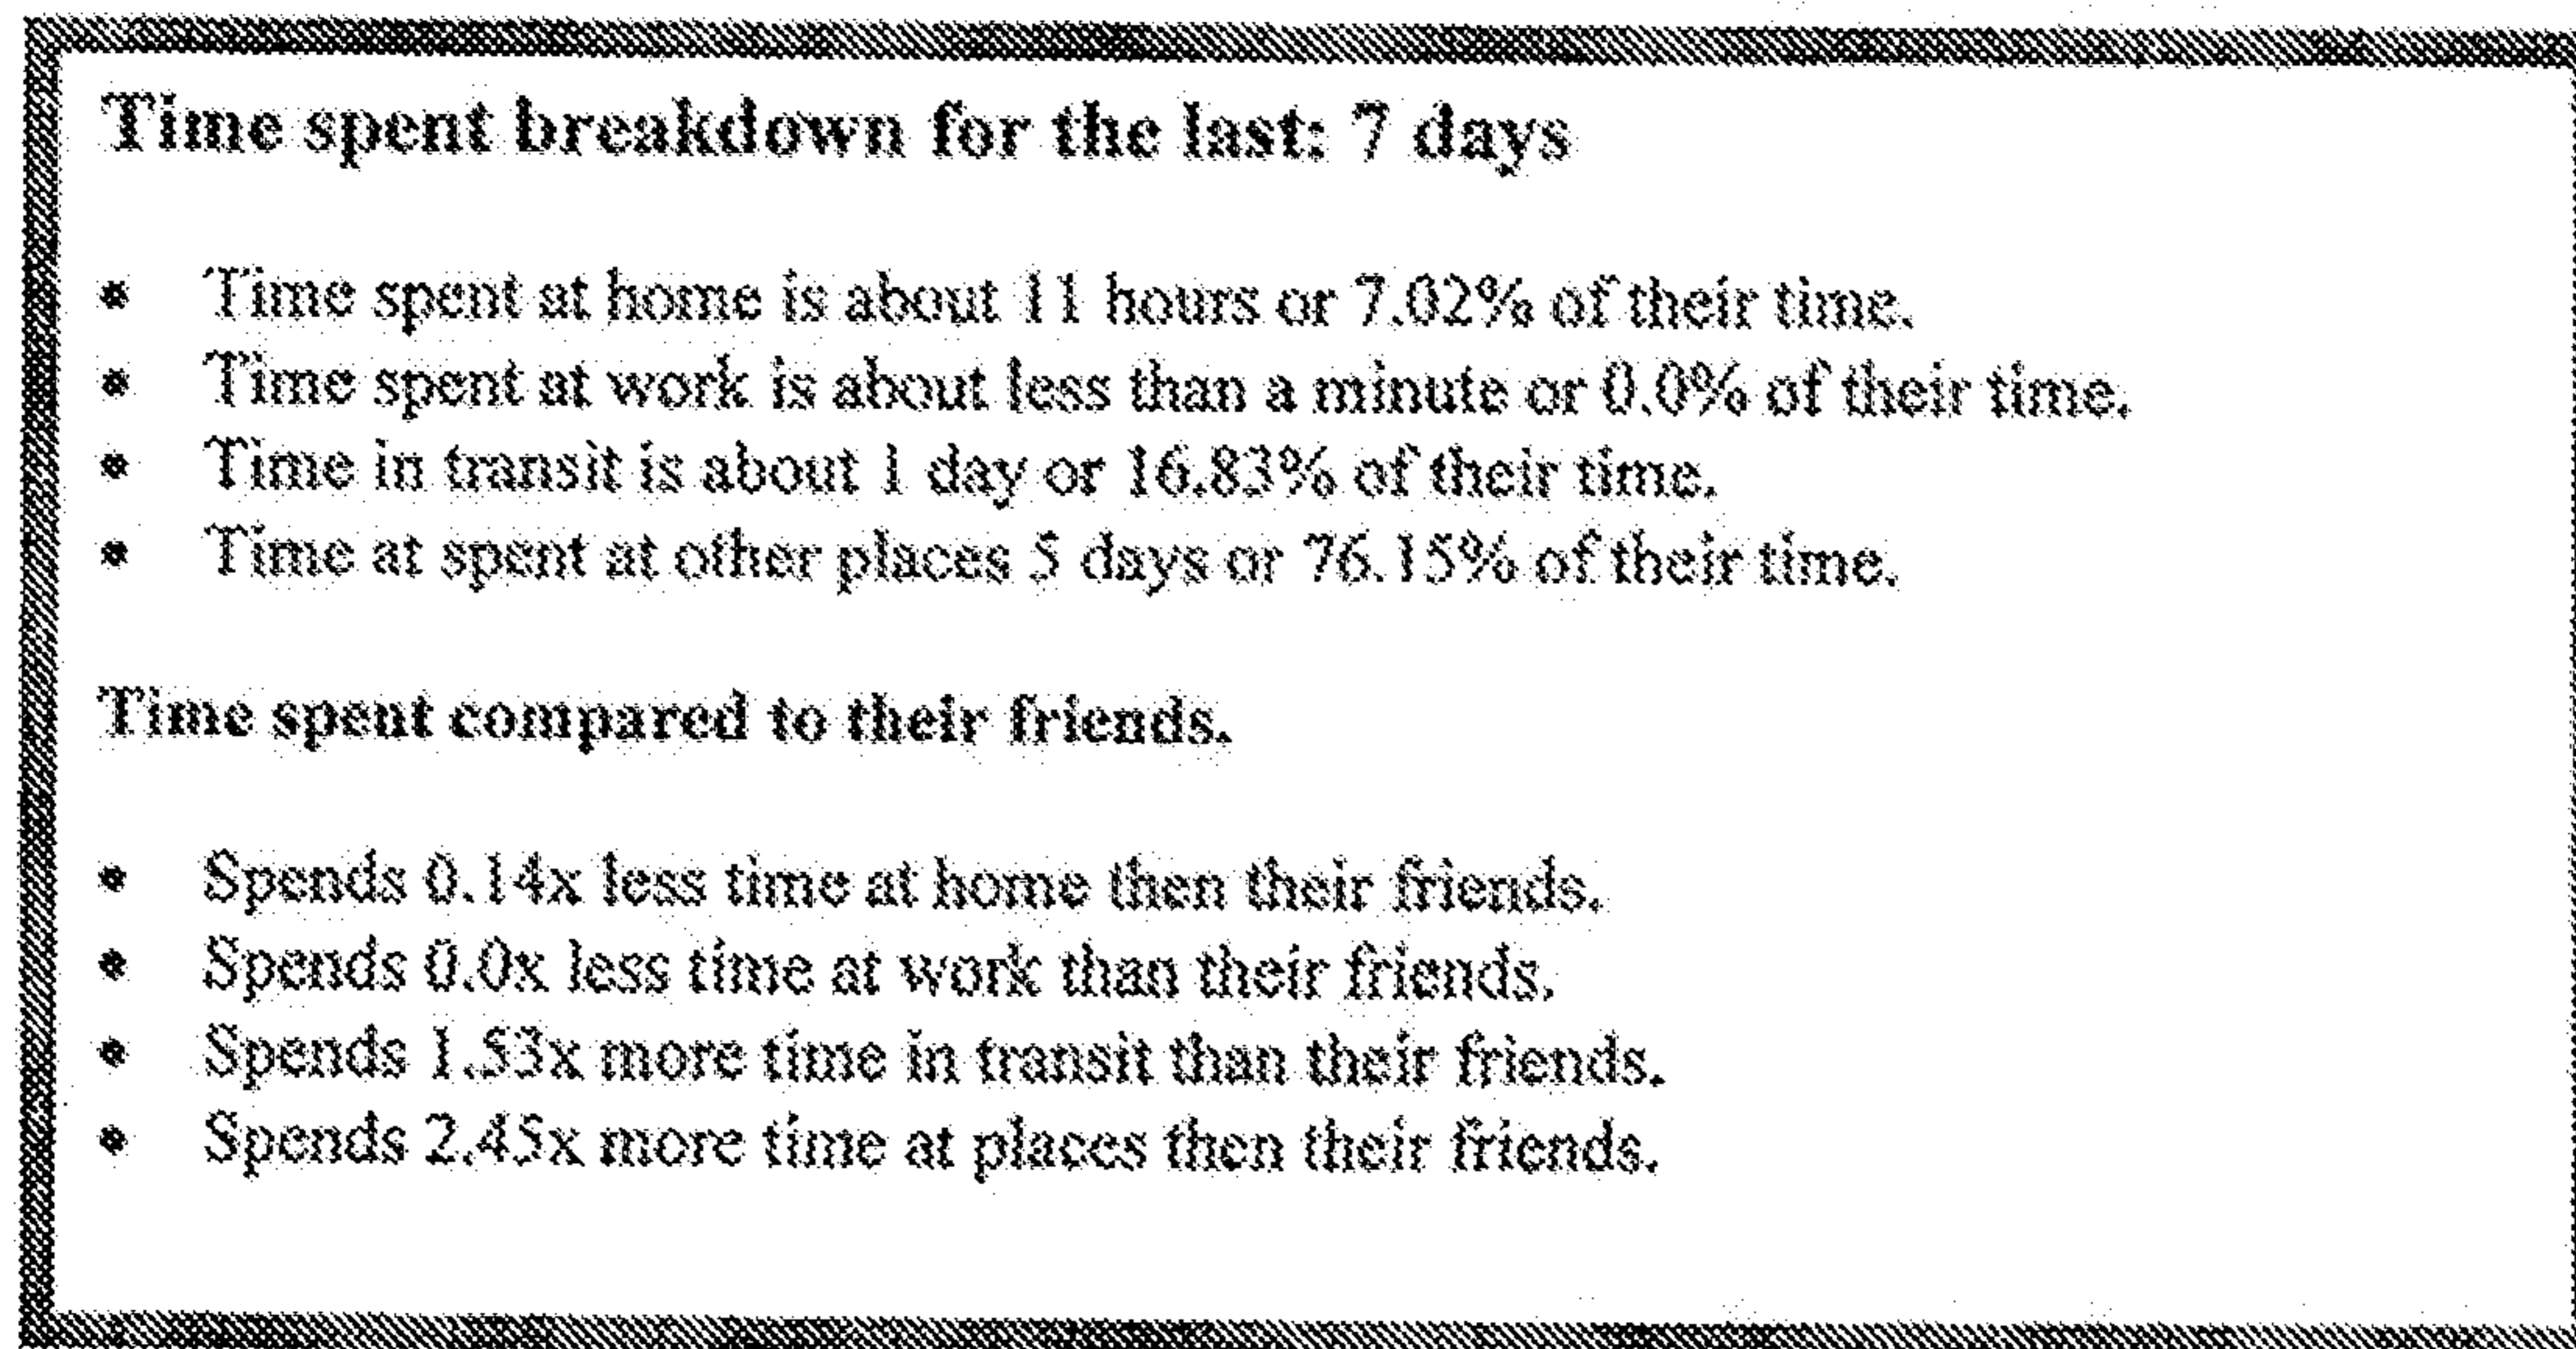 Time spent breakdown for the last: 7 days
• Time spent at home is about 11 hours or 7.02% of their time.
• Time spent at work is about less than a minute or 0.0% of their time.
• Time in transit is about 1 day or 16.83% of their time.
• Time at spent at other places 5 days or 76.15% of their time.
Time spent compared to their friends.
• Spends 0.14x less time at home then their friends.
• Spends 0.0x less time at work than their friends.
• Spends 1.53x more time in transit than their friends.
• Spends 2.45x more time at places then their friends.